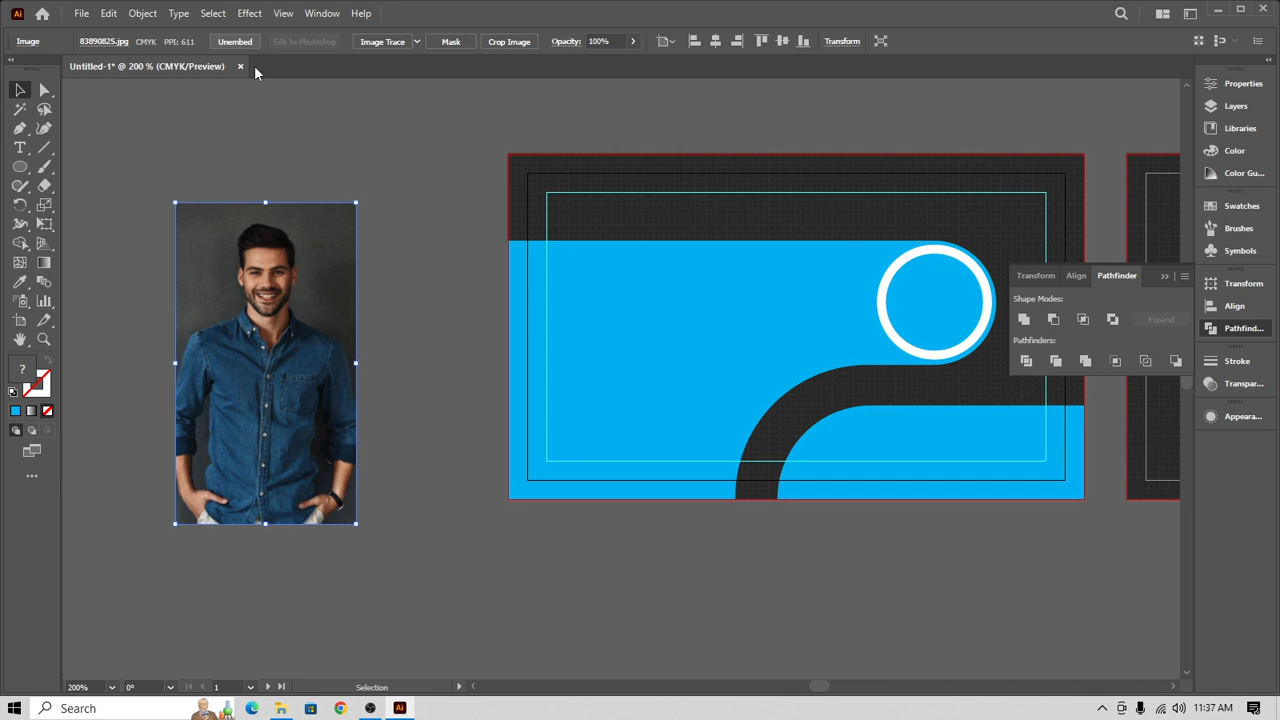 Ai File Edit Object Type Select Effect View Window Help
Image 83890825.jpg CMYK PPI: 611 Unembed Edit In Photoshop Image Trace Mask Crop Image Opacity: 100% Transform
Untitled-1* @ 200 % (CMYK/Preview) ×
Properties
Layers
Libraries
Color
Color Gu...
Swatches
Brushes
Symbols
Transform Align Pathfinder
Shape Modes:
Expand
Pathfinders:
Transform
Align
Pathfind...
Stroke
Transpar...
Appeara...
?
200% 0° 1 Selection
Search Ai 11:37 AM